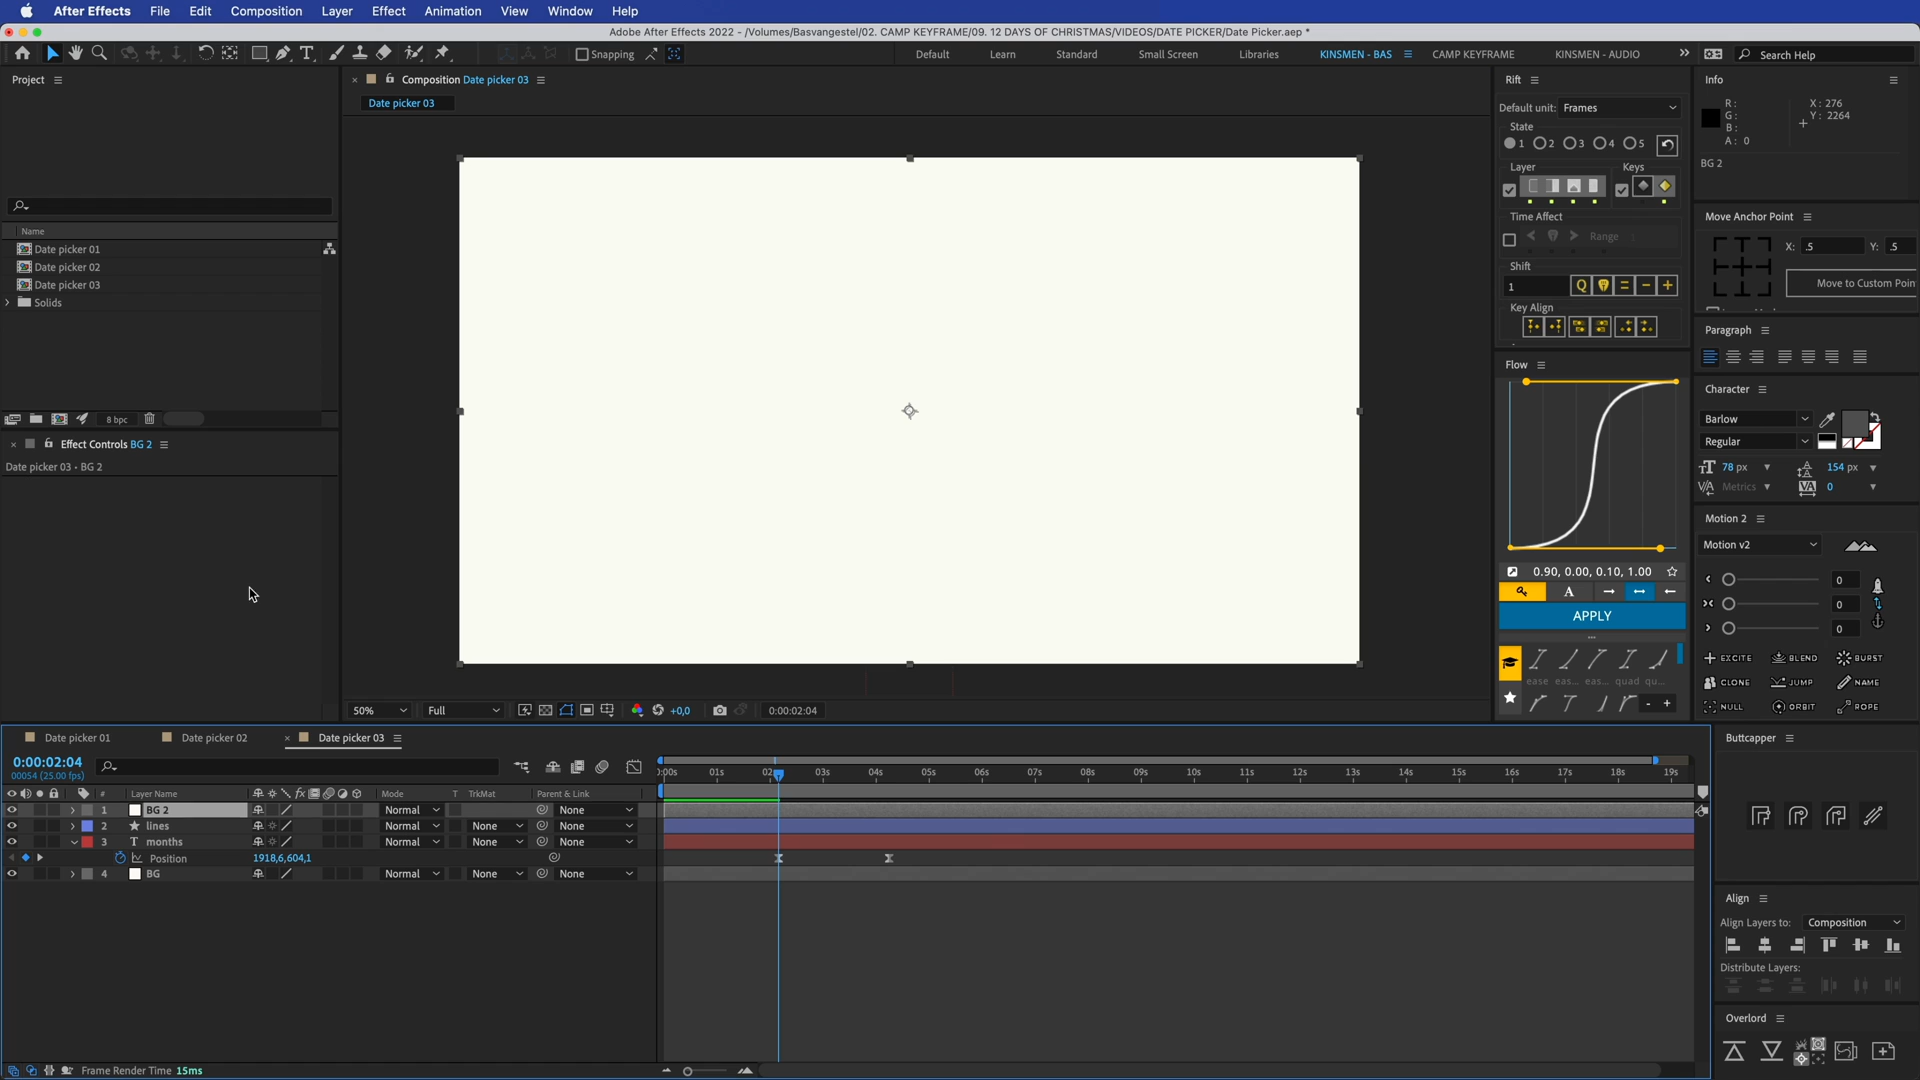 After Effects File Edit Composition Layer Effect Animation View Window Help
Adobe After Effects 2022 - /Volumes/Basvangestel/02. CAMP KEYFRAME/09. 12 DAYS OF CHRISTMAS/VIDEOS/DATE PICKER/Date Picker.aep *
Snapping Default Learn Standard Small Screen Libraries KINSMEN - BAS CAMP KEYFRAME KINSMEN - AUDIO Search Help
Project
Composition Date picker 03
Date picker 03
Name
Date picker 01
Date picker 02
Date picker 03
Solids
8 bpc
Effect Controls BG 2
Date picker 03 • BG 2
50% Full +0,0 0:00:02:04
Rift
Default unit: Frames
State
1 2 3 4 5
Layer Keys
Time Affect
Range
Shift
1 Q
Key Align
Flow
0.90, 0.00, 0.10, 1.00
A
APPLY
ease eas... eas... quad qu...
Info
R: X: 276
G: Y: 2264
B:
A: 0
BG 2
Move Anchor Point
X: .5 Y: .5
Move to Custom Poin
Paragraph
Character
Barlow
Regular
78 px 154 px
Metrics 0
Motion 2
Motion v2
0
0
0
EXCITE BLEND BURST
CLONE JUMP NAME
NULL ORBIT ROPE
Date picker 01 Date picker 02 Date picker 03
0:00:02:04
00054 (25.00 fps)
:00s 01s 02 03s 04s 05s 06s 07s 08s 09s 10s 11s 12s 13s 14s 15s 16s 17s 18s 19s
# Layer Name Mode T TrkMat Parent & Link
1 BG 2 Normal None
2 lines Normal None None
3 T months Normal None None
Position 1918,6,604,1
4 BG Normal None None
Frame Render Time 15ms
Buttcapper
Align
Align Layers to: Composition
Distribute Layers:
Overlord